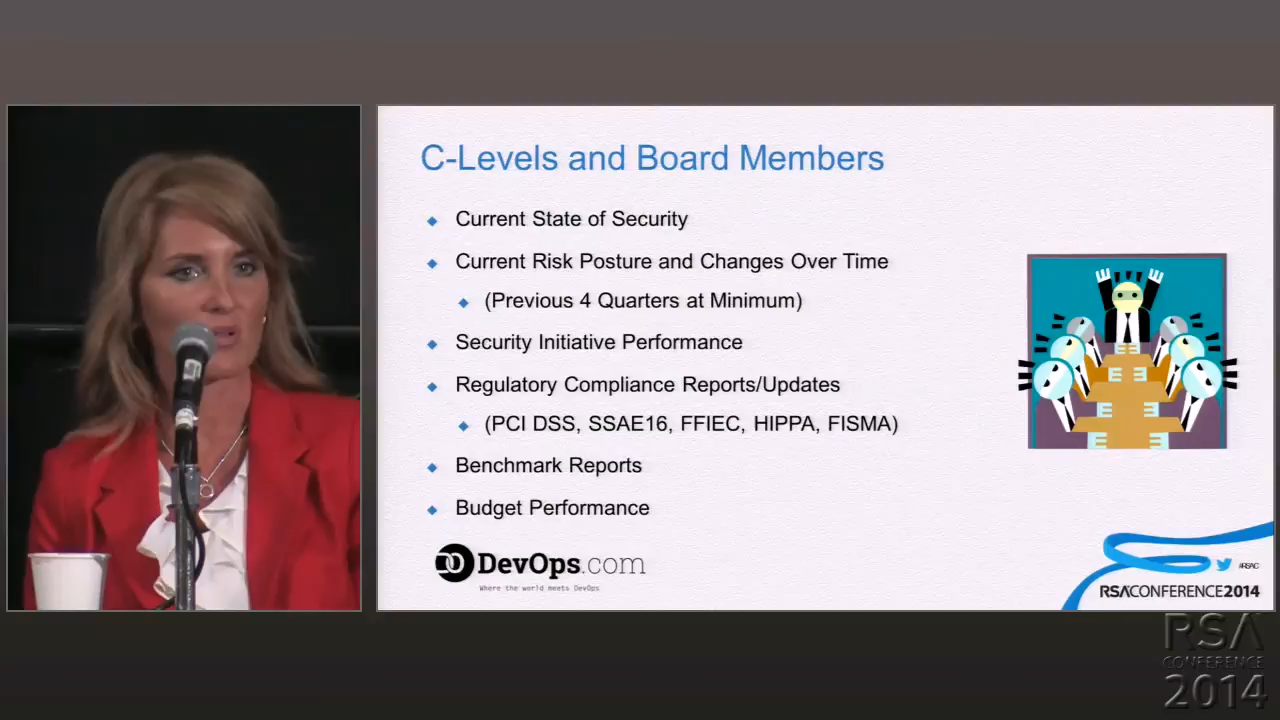 C-Levels and Board Members
Current State of Security
Current Risk Posture and Changes Over Time
(Previous 4 Quarters at Minimum)
Security Initiative Performance
Regulatory Compliance Reports/Updates
(PCI DSS, SSAE16, FFIEC, HIPPA, FISMA)
Benchmark Reports
Budget Performance
DevOps.com
Where the world meets DevOps
#RSAC
RSACONFERENCE2014
RSA
CONFERENCE
2014